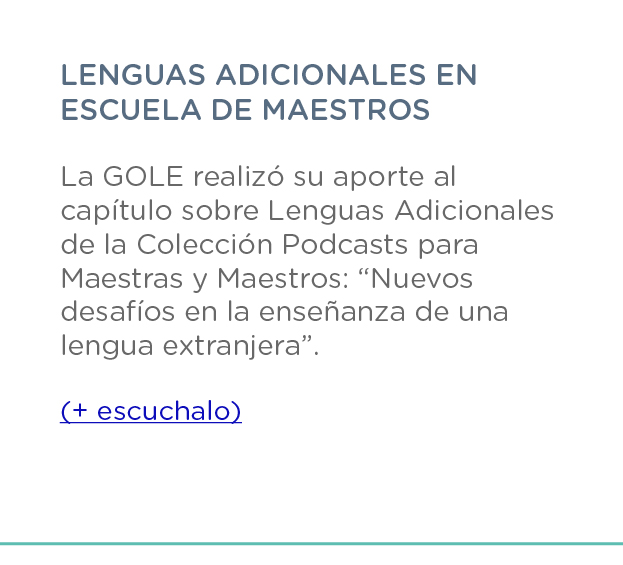 LENGUAS ADICIONALES EN
ESCUELA DE MAESTROS
La GOLE realizó su aporte al
capítulo sobre Lenguas Adicionales
de la Colección Podcasts para
Maestras y Maestros: “Nuevos
desafíos en la enseñanza de una
lengua extranjera”.
(+ escuchalo)